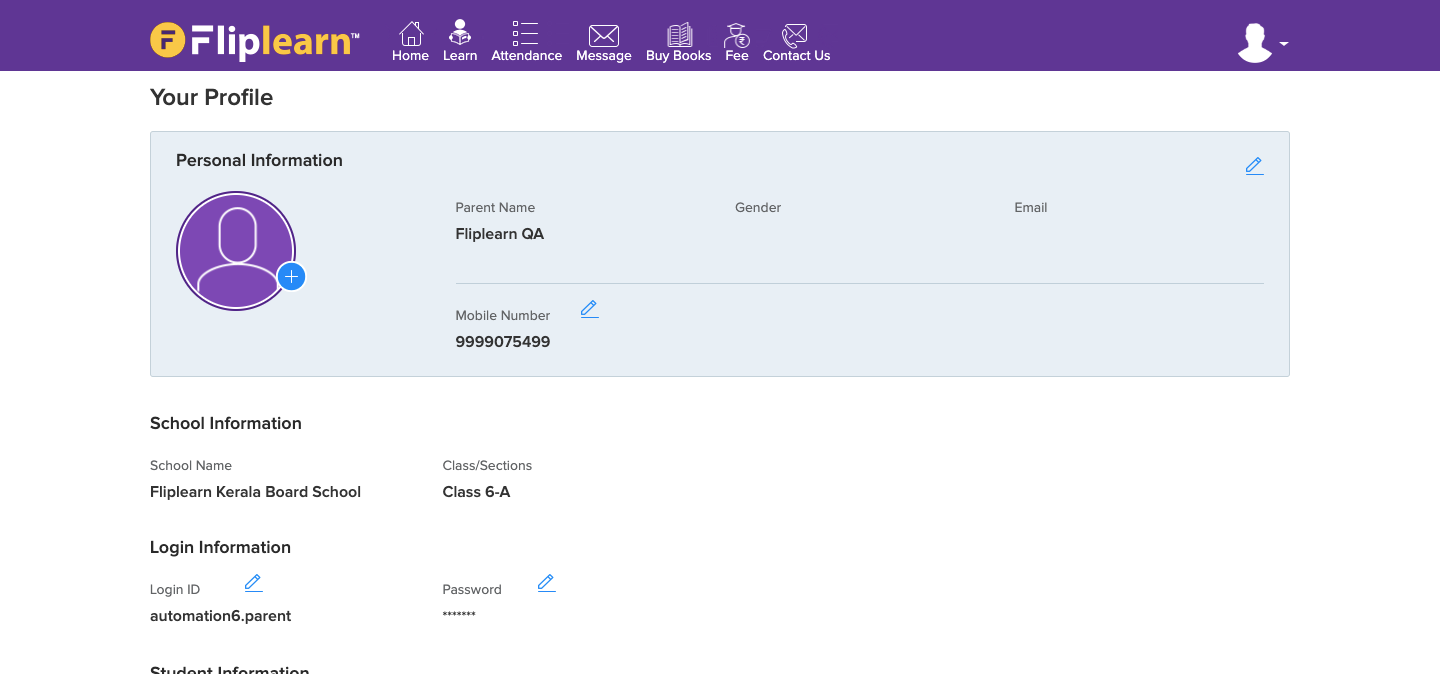 Fliplearn™
Home Learn Attendance Message Buy Books Fee Contact Us
Your Profile
Personal Information
Parent Name Gender Email
Fliplearn QA
Mobile Number
9999075499
School Information
School Name Class/Sections
Fliplearn Kerala Board School Class 6-A
Login Information
Login ID Password
automation6.parent *******
Student Information